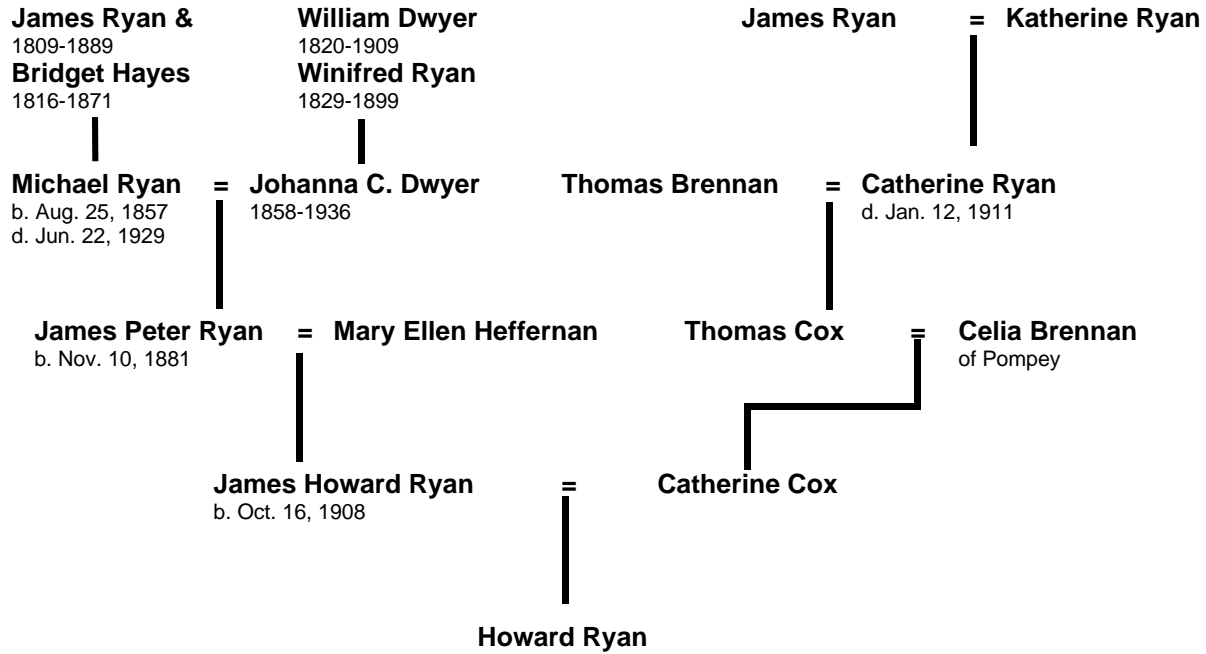 James Ryan & William Dwyer James Ryan = Katherine Ryan
1809-1889 1820-1909
Bridget Hayes Winifred Ryan
1816-1871 1829-1899
Michael Ryan = Johanna C. Dwyer Thomas Brennan = Catherine Ryan
b. Aug. 25, 1857 1858-1936 d. Jan. 12, 1911
d. Jun. 22, 1929
James Peter Ryan = Mary Ellen Heffernan Thomas Cox = Celia Brennan
b. Nov. 10, 1881 of Pompey
James Howard Ryan = Catherine Cox
b. Oct. 16, 1908
Howard Ryan